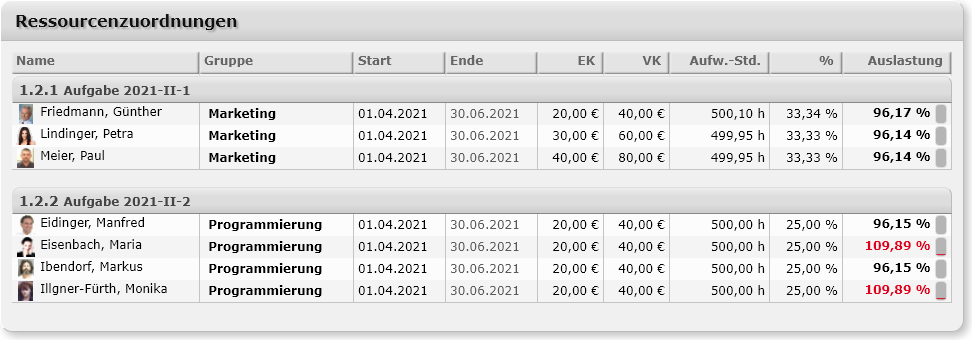 Ressourcenzuordnungen
Name Gruppe Start Ende EK VK Aufw.-Std. % Auslastung
1.2.1 Aufgabe 2021-II-1
Friedmann, Günther Marketing 01.04.2021 30.06.2021 20,00 € 40,00 € 500,10 h 33,34 % 96,17 %
Lindinger, Petra Marketing 01.04.2021 30.06.2021 30,00 € 60,00 € 499,95 h 33,33 % 96,14 %
Meier, Paul Marketing 01.04.2021 30.06.2021 40,00 € 80,00 € 499,95 h 33,33 % 96,14 %
1.2.2 Aufgabe 2021-II-2
Eidinger, Manfred Programmierung 01.04.2021 30.06.2021 20,00 € 40,00 € 500,00 h 25,00 % 96,15 %
Eisenbach, Maria Programmierung 01.04.2021 30.06.2021 20,00 € 40,00 € 500,00 h 25,00 % 109,89 %
Ibendorf, Markus Programmierung 01.04.2021 30.06.2021 20,00 € 40,00 € 500,00 h 25,00 % 96,15 %
Illgner-Fürth, Monika Programmierung 01.04.2021 30.06.2021 20,00 € 40,00 € 500,00 h 25,00 % 109,89 %